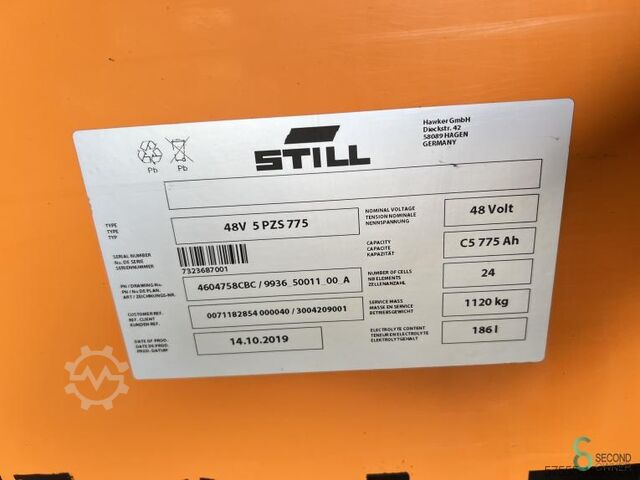 Pb
Pb
STILL
Hawker GmbH
Dieckstr. 42
58089 HAGEN
GERMANY
TYPE
TYPE
TYP
48V 5 PZS 775
NOMINAL VOLTAGE
TENSION NOMINALE
NENNSPANNUNG
48 Volt
SERIAL NUMBER
No. DE SERIE
SERIENNUMMER
7323687001
CAPACITY
CAPACITY
KAPAZITÄT
C5 775 Ah
PN / DRAWING No.
PN / No DE PLAN.
ART / ZEICHNUNGS-NR.
4604758CBC / 9936_50011_00_A
NUMBER OF CELLS
NB ELEMENTS
ZELLENANZAHL
24
CUSTOMER REF.
REF. CLIENT
KUNDEN REF.
0071182854 000040 / 3004209001
SERVICE MASS
MASSE EN SERVICE
BETRIEBSGEWICHT
1120 kg
DATE OF PROD.
DATE DE PROD.
PROD. DATUM
14.10.2019
ELECTROLYTE CONTENT
TENEUR EN ELECTROLYTE
ELEKTROLYTGEHALT
186 l
SECOND
OWNER